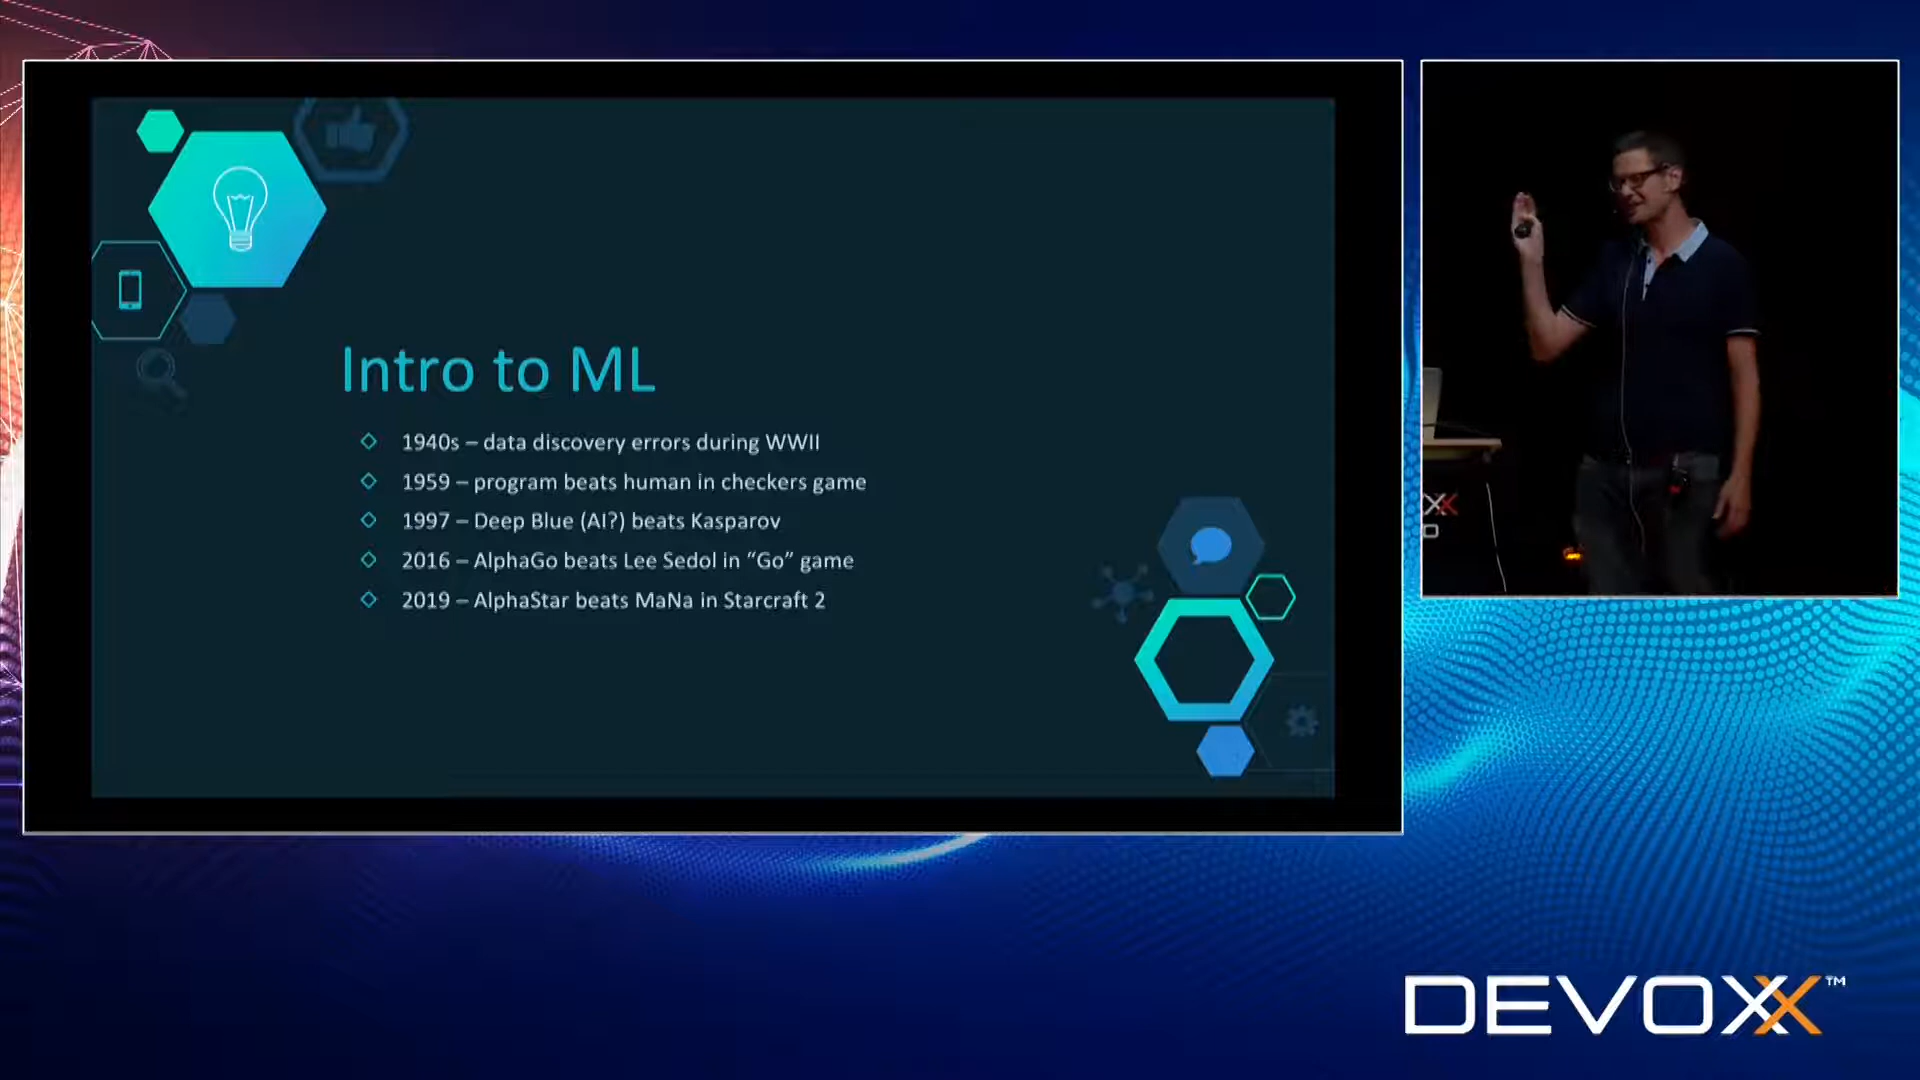 Intro to ML
1940s – data discovery errors during WWII
1959 – program beats human in checkers game
1997 – Deep Blue (AI?) beats Kasparov
2016 – AlphaGo beats Lee Sedol in “Go” game
2019 – AlphaStar beats MaNa in Starcraft 2
DEVOXX™